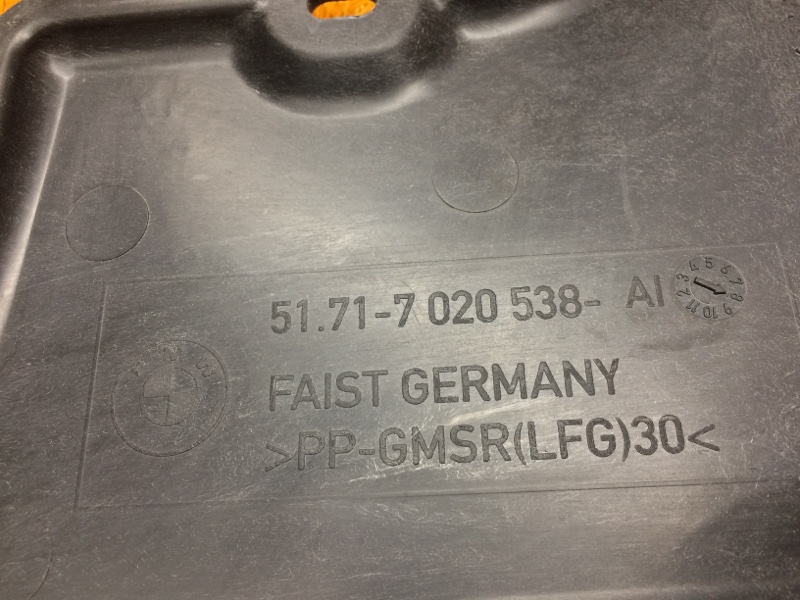 51.71-7 020 538- AI
FAIST GERMANY
>PP-GMSR(LFG)30<